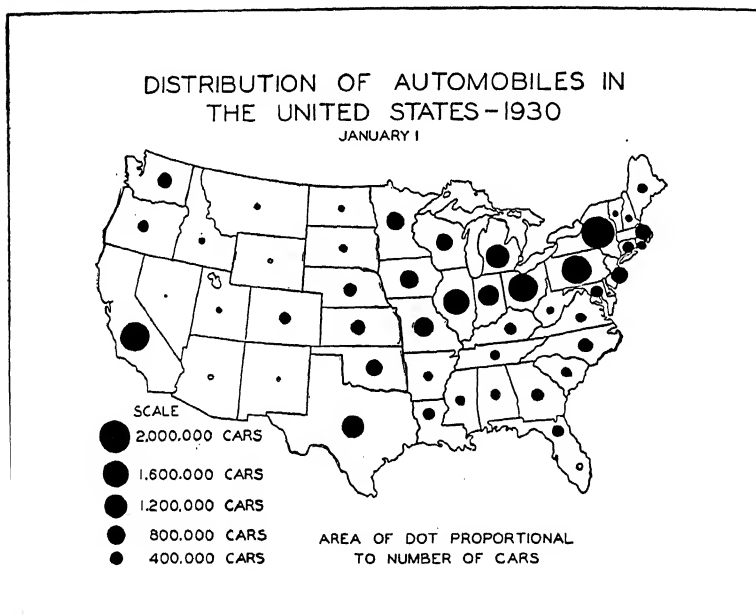 DISTRIBUTION OF AUTOMOBILES IN
THE UNITED STATES-1930
JANUARY 1
SCALE
2,000.000 CARS
1.600.000 CARS
1.200.000 CARS
800.000 CARS
400.000 CARS
AREA OF DOT PROPORTIONAL
TO NUMBER OF CARS